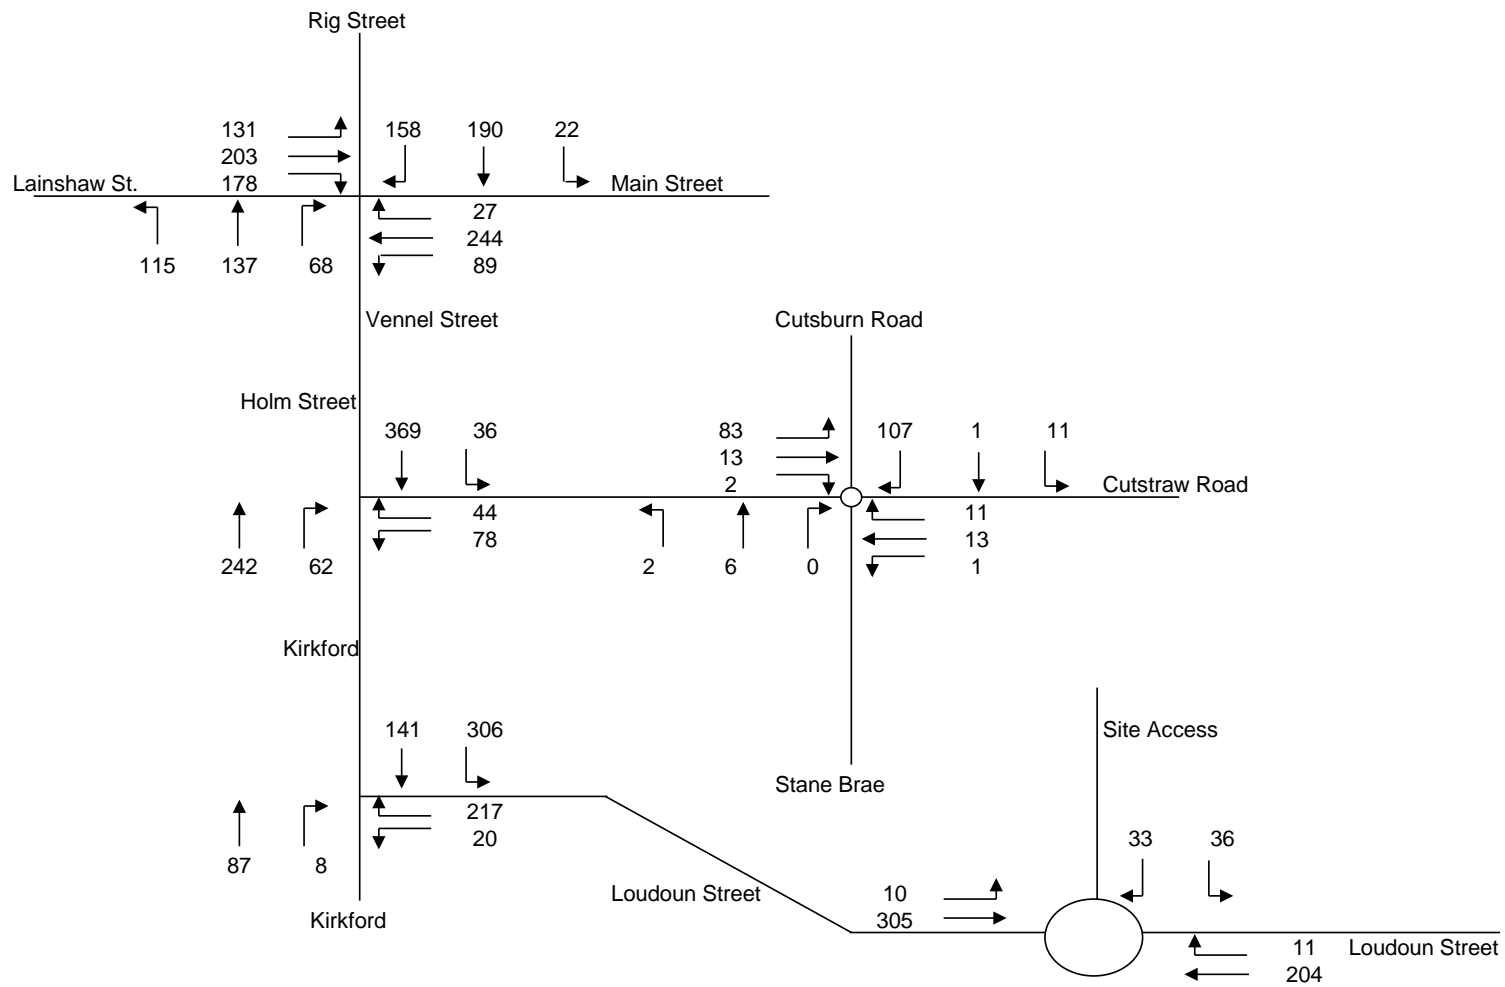 Rig Street
131 158 190 22
203
Lainshaw St. 178 Main Street
27
244
115 137 68 89
Vennel Street Cutsburn Road
Holm Street
369 36 83 107 1 11
13
2 Cutstraw Road
44 11
78 13
242 62 2 6 0 1
Kirkford
141 306 Site Access
Stane Brae
217
20 33 36
87 8
Loudoun Street 10
Kirkford 305
11 Loudoun Street
204